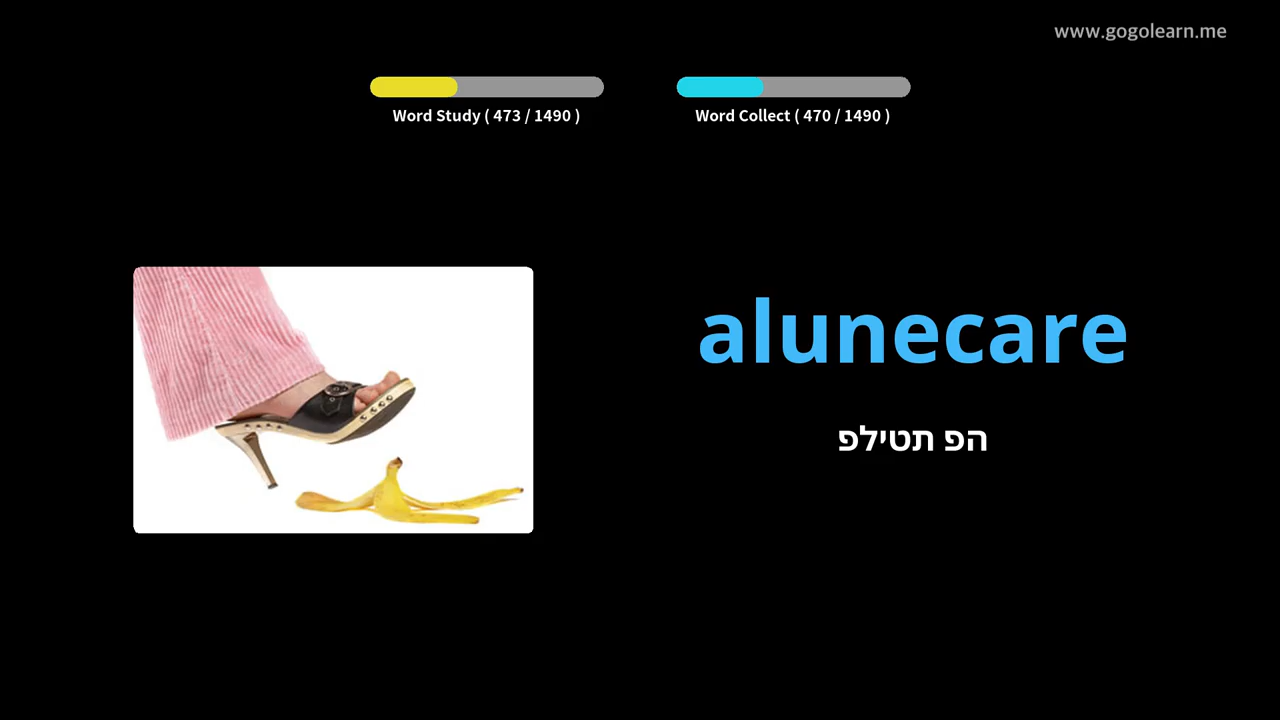 www.gogolearn.me
Word Study ( 473 / 1490 )
Word Collect ( 470 / 1490 )
alunecare
הפ תטילפ